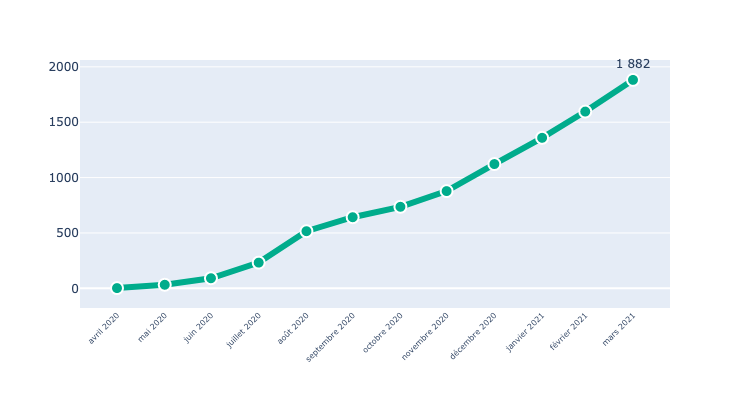 1 882
2000
1500
1000
500
0
avril 2020
mai 2020
juin 2020
juillet 2020
août 2020
septembre 2020
octobre 2020
novembre 2020
décembre 2020
janvier 2021
février 2021
mars 2021